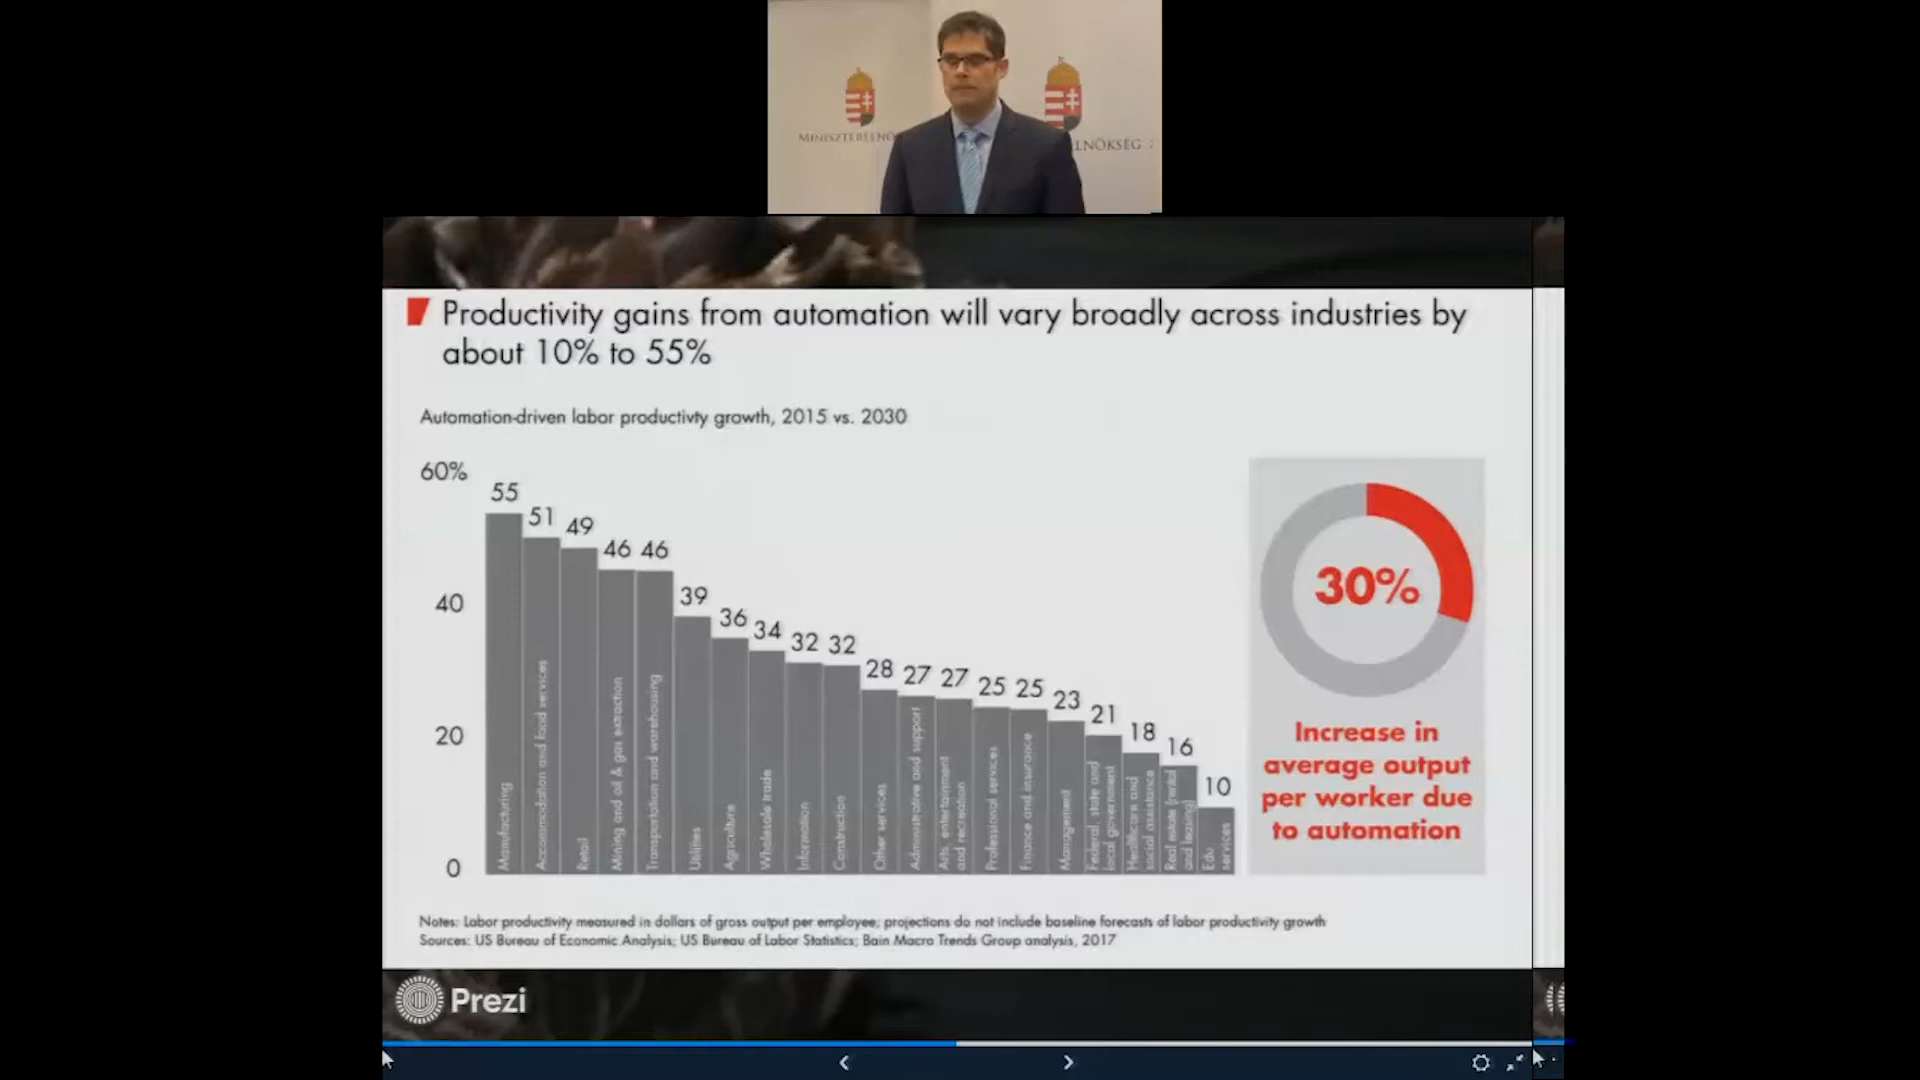 MINISZTERELNÖ
LNÖKSÉG
Productivity gains from automation will vary broadly across industries by
about 10% to 55%
Automation-driven labor productivty growth, 2015 vs. 2030
60%
40
20
0
55
51
49
46
46
39
36
34
32
32
28
27
27
25
25
23
21
18
16
10
Manufacturing
Accommodation and food services
Retail
Mining and oil & gas extraction
Transportation and warehousing
Utilities
Agriculture
Wholesale trade
Information
Construction
Other services
Administrative and support
Arts, entertainment
and recreation
Professional services
Finance and insurance
Management
Federal, state and
local government
Healthcare and
social assistance
Real estate (rental
and leasing)
Edu
services
30%
Increase in
average output
per worker due
to automation
Notes: Labor productivity measured in dollars of gross output per employee; projections do not include baseline forecasts of labor productivity growth
Sources: US Bureau of Economic Analysis; US Bureau of Labor Statistics; Bain Macro Trends Group analysis, 2017
Prezi